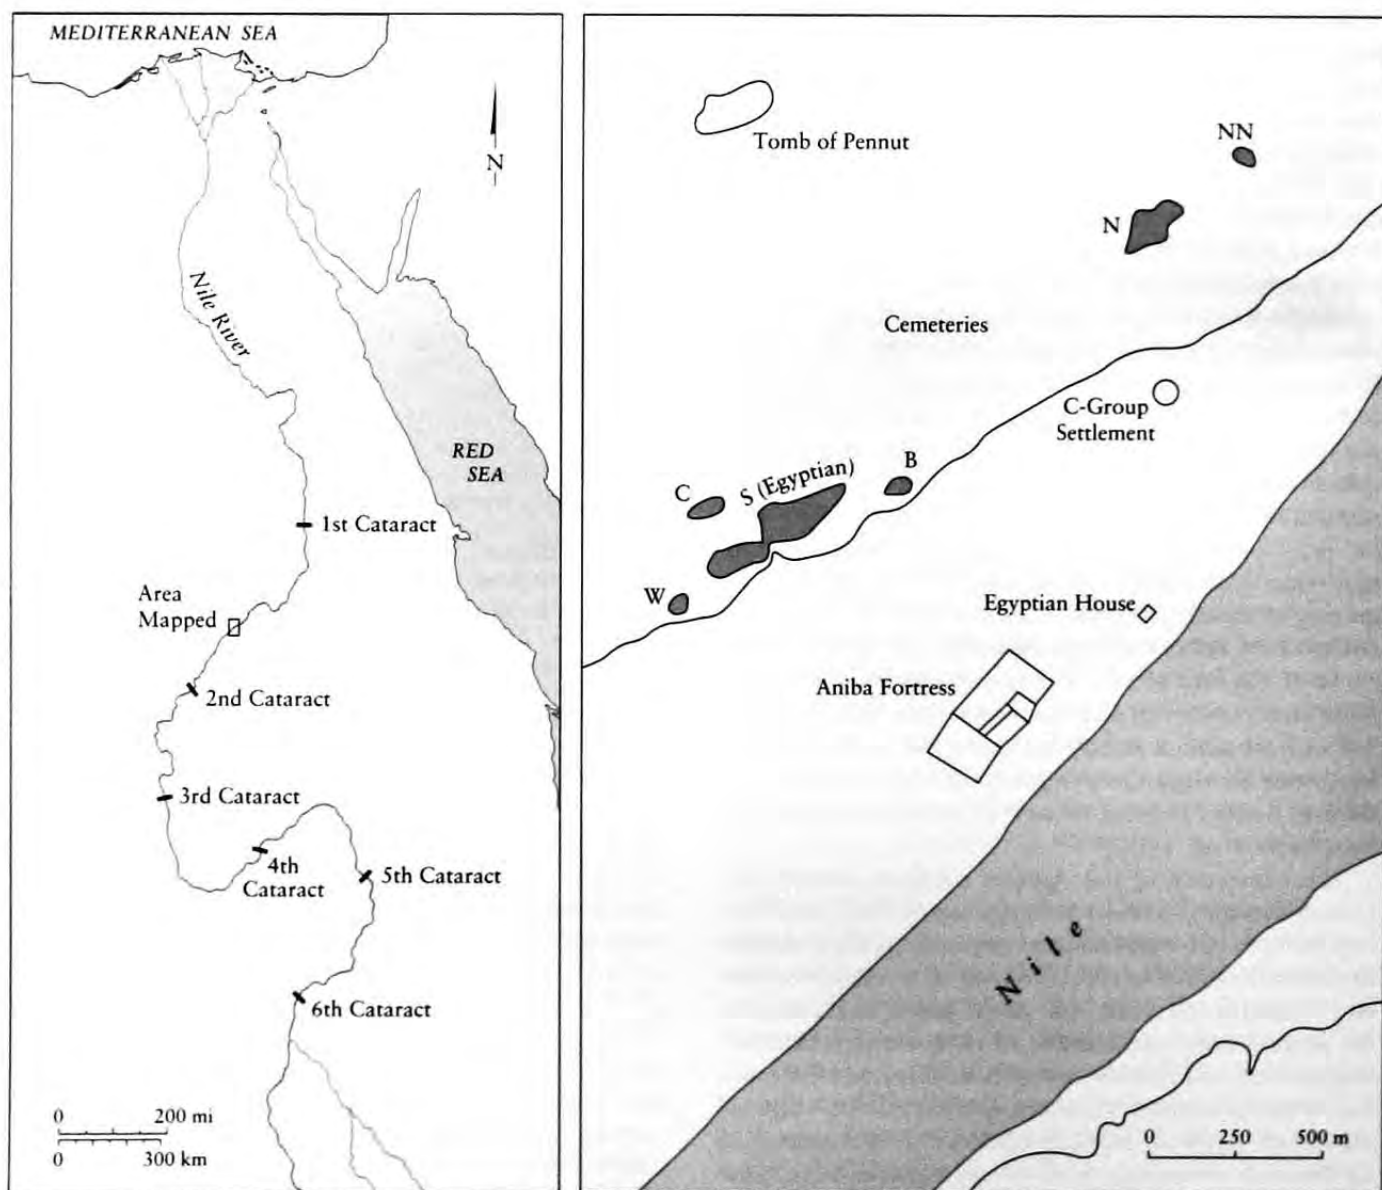 MEDITERRANEAN SEA
N
Nile River
RED
SEA
1st Cataract
Area
Mapped
2nd Cataract
3rd Cataract
4th
Cataract
5th Cataract
6th Cataract
0 200 mi
0 300 km
Tomb of Pennut
NN
N
Cemeteries
C-Group
Settlement
C
S (Egyptian)
B
W
Egyptian House
Aniba Fortress
Nile
0 250 500 m